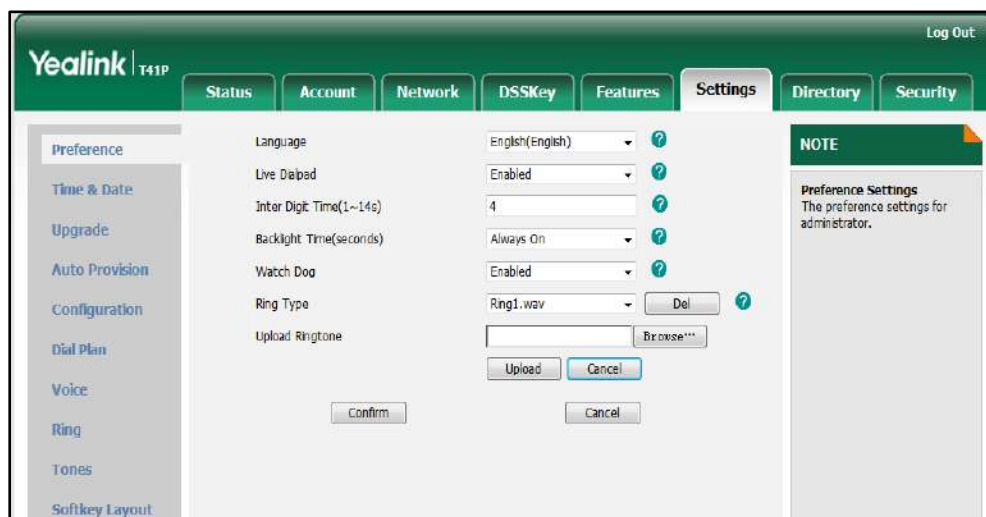 Log Out
Yealink T41P
Status Account Network DSSKey Features Settings Directory Security
Preference
Time & Date
Upgrade
Auto Provision
Configuration
Dial Plan
Voice
Ring
Tones
Softkey Layout
Language English(English) ?
Live Dialpad Enabled ?
Inter Digit Time(1~14s) 4 ?
Backlight Time(seconds) Always On ?
Watch Dog Enabled ?
Ring Type Ring1.wav Del ?
Upload Ringtone Browse...
Upload Cancel
Confirm Cancel
NOTE
Preference Settings
The preference settings for
administrator.